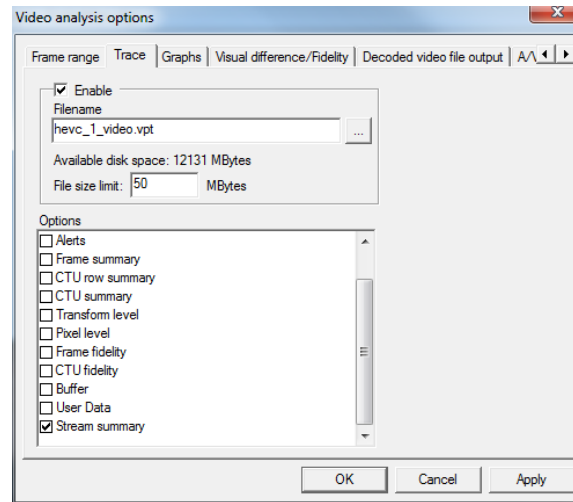 Video analysis options
Frame range Trace Graphs Visual difference/Fidelity Decoded video file output
Enable
Filename
hevc_1_video.vpt ...
Available disk space: 12131 MBytes
File size limit: 50 MBytes
Options
Alerts
Frame summary
CTU row summary
CTU summary
Transform level
Pixel level
Frame fidelity
CTU fidelity
Buffer
User Data
Stream summary
OK Cancel Apply